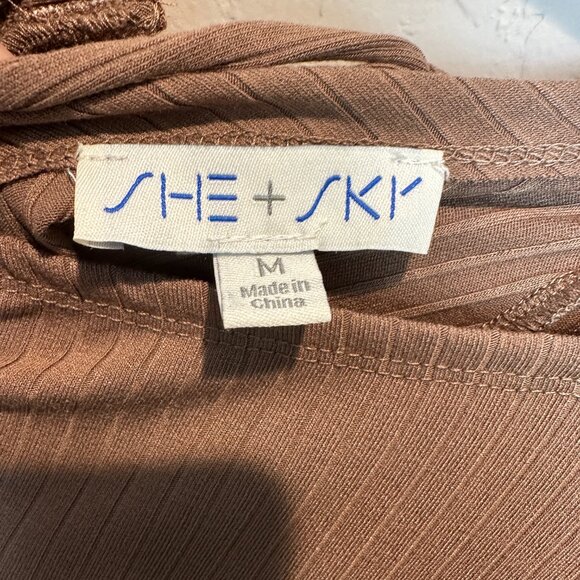 SHE + SKY
M
Made in
China